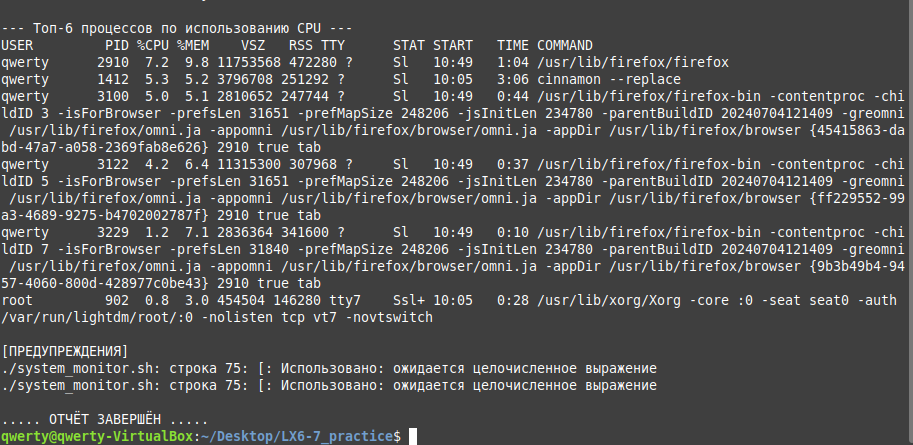 --- Топ-6 процессов по использованию CPU ---
USER         PID %CPU %MEM    VSZ   RSS TTY      STAT START   TIME COMMAND
qwerty      2910  7.2  9.8 11753568 472280 ?     Sl   10:49   1:04 /usr/lib/firefox/firefox
qwerty      1412  5.3  5.2 3796708 251292 ?      Sl   10:05   3:06 cinnamon --replace
qwerty      3100  5.0  5.1 2810652 247744 ?      Sl   10:49   0:44 /usr/lib/firefox/firefox-bin -contentproc -chi
ldID 3 -isForBrowser -prefsLen 31651 -prefMapSize 248206 -jsInitLen 234780 -parentBuildID 20240704121409 -greomni
 /usr/lib/firefox/omni.ja -appomni /usr/lib/firefox/browser/omni.ja -appDir /usr/lib/firefox/browser {45415863-da
bd-47a7-a058-2369fab8e626} 2910 true tab
qwerty      3122  4.2  6.4 11315300 307968 ?     Sl   10:49   0:37 /usr/lib/firefox/firefox-bin -contentproc -chi
ldID 5 -isForBrowser -prefsLen 31651 -prefMapSize 248206 -jsInitLen 234780 -parentBuildID 20240704121409 -greomni
 /usr/lib/firefox/omni.ja -appomni /usr/lib/firefox/browser/omni.ja -appDir /usr/lib/firefox/browser {ff229552-99
a3-4689-9275-b4702002787f} 2910 true tab
qwerty      3229  1.2  7.1 2836364 341600 ?      Sl   10:49   0:10 /usr/lib/firefox/firefox-bin -contentproc -chi
ldID 7 -isForBrowser -prefsLen 31840 -prefMapSize 248206 -jsInitLen 234780 -parentBuildID 20240704121409 -greomni
 /usr/lib/firefox/omni.ja -appomni /usr/lib/firefox/browser/omni.ja -appDir /usr/lib/firefox/browser {9b3b49b4-94
57-4060-800d-428977c0be43} 2910 true tab
root         902  0.8  3.0 454504 146280 tty7    Ssl+ 10:05   0:28 /usr/lib/xorg/Xorg -core :0 -seat seat0 -auth 
/var/run/lightdm/root/:0 -nolisten tcp vt7 -novtswitch
[ПРЕДУПРЕЖДЕНИЯ]
./system_monitor.sh: строка 75: [: Использовано: ожидается целочисленное выражение
./system_monitor.sh: строка 75: [: Использовано: ожидается целочисленное выражение
..... ОТЧЁТ ЗАВЕРШЁН .....
qwerty@qwerty-VirtualBox:~/Desktop/LX6-7_practice$